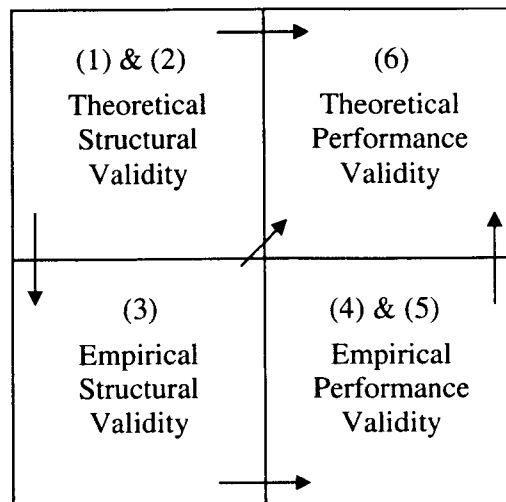 (1) & (2)
Theoretical
Structural
Validity
(6)
Theoretical
Performance
Validity
(3)
Empirical
Structural
Validity
(4) & (5)
Empirical
Performance
Validity